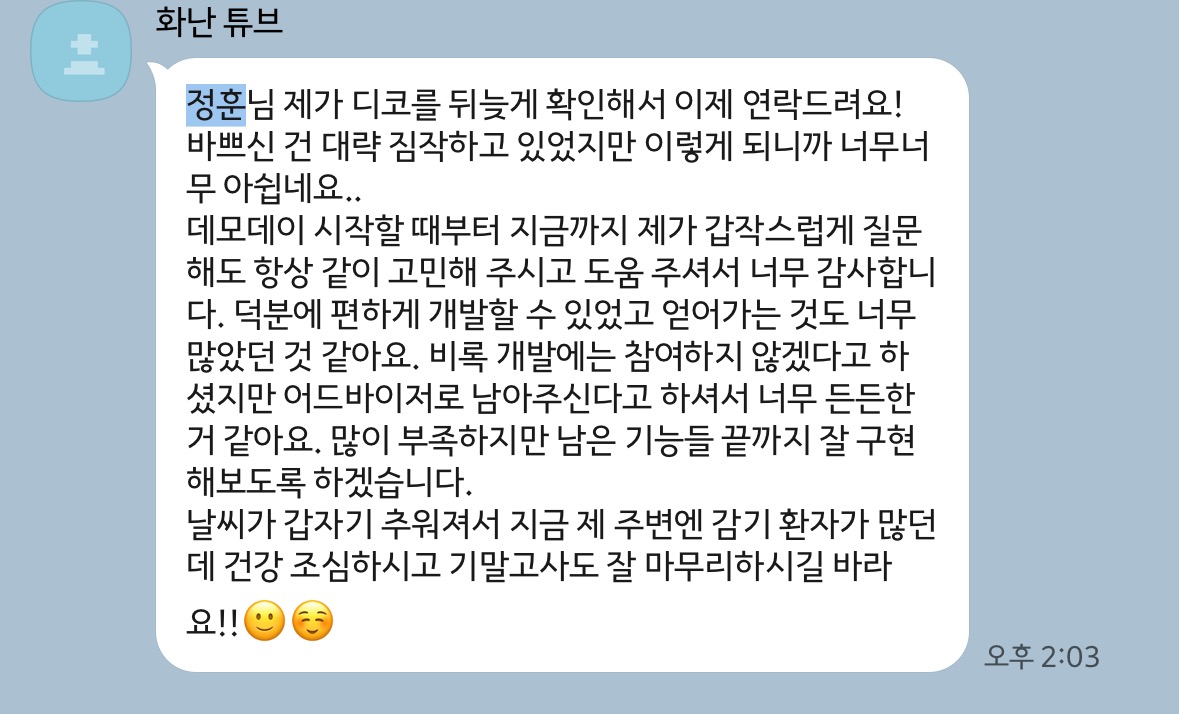 화난 튜브
정훈님 제가 디코를 뒤늦게 확인해서 이제 연락드려요!
바쁘신 건 대략 짐작하고 있었지만 이렇게 되니까 너무너
무 아쉽네요..
데모데이 시작할 때부터 지금까지 제가 갑작스럽게 질문
해도 항상 같이 고민해 주시고 도움 주셔서 너무 감사합니
다. 덕분에 편하게 개발할 수 있었고 얻어가는 것도 너무
많았던 것 같아요. 비록 개발에는 참여하지 않겠다고 하
셨지만 어드바이저로 남아주신다고 하셔서 너무 든든한
거 같아요. 많이 부족하지만 남은 기능들 끝까지 잘 구현
해보도록 하겠습니다.
날씨가 갑자기 추워져서 지금 제 주변엔 감기 환자가 많던
데 건강 조심하시고 기말고사도 잘 마무리하시길 바라
요!!🙂☺️
오후 2:03